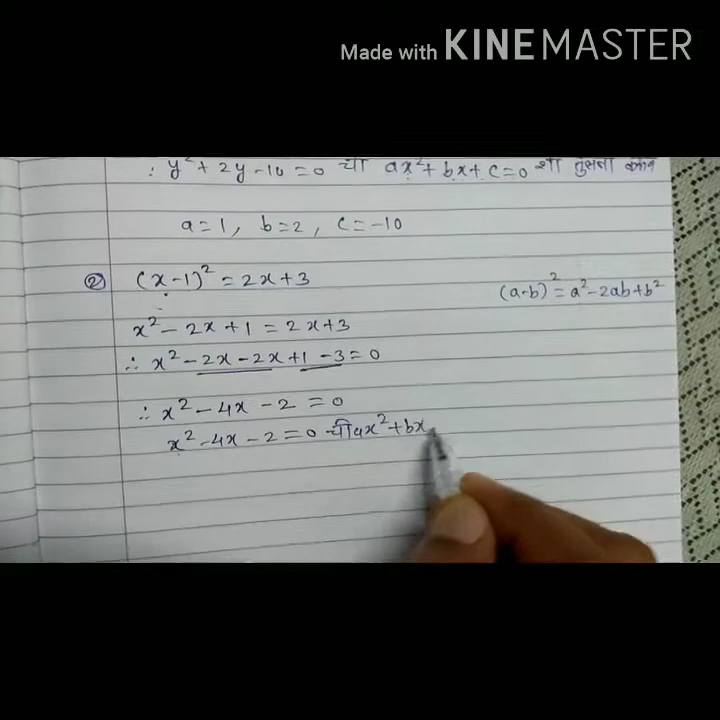 Made with KINEMASTER
∴ y² + 2y - 10 = 0 ची ax² + bx + c = 0 शी तुलना करून
a = 1, b = 2, c = -10
② (x - 1)² = 2x + 3
(a-b)² = a² - 2ab + b²
x² - 2x + 1 = 2x + 3
∴ x² - 2x - 2x + 1 - 3 = 0
∴ x² - 4x - 2 = 0
x² - 4x - 2 = 0 ची ax² + bx